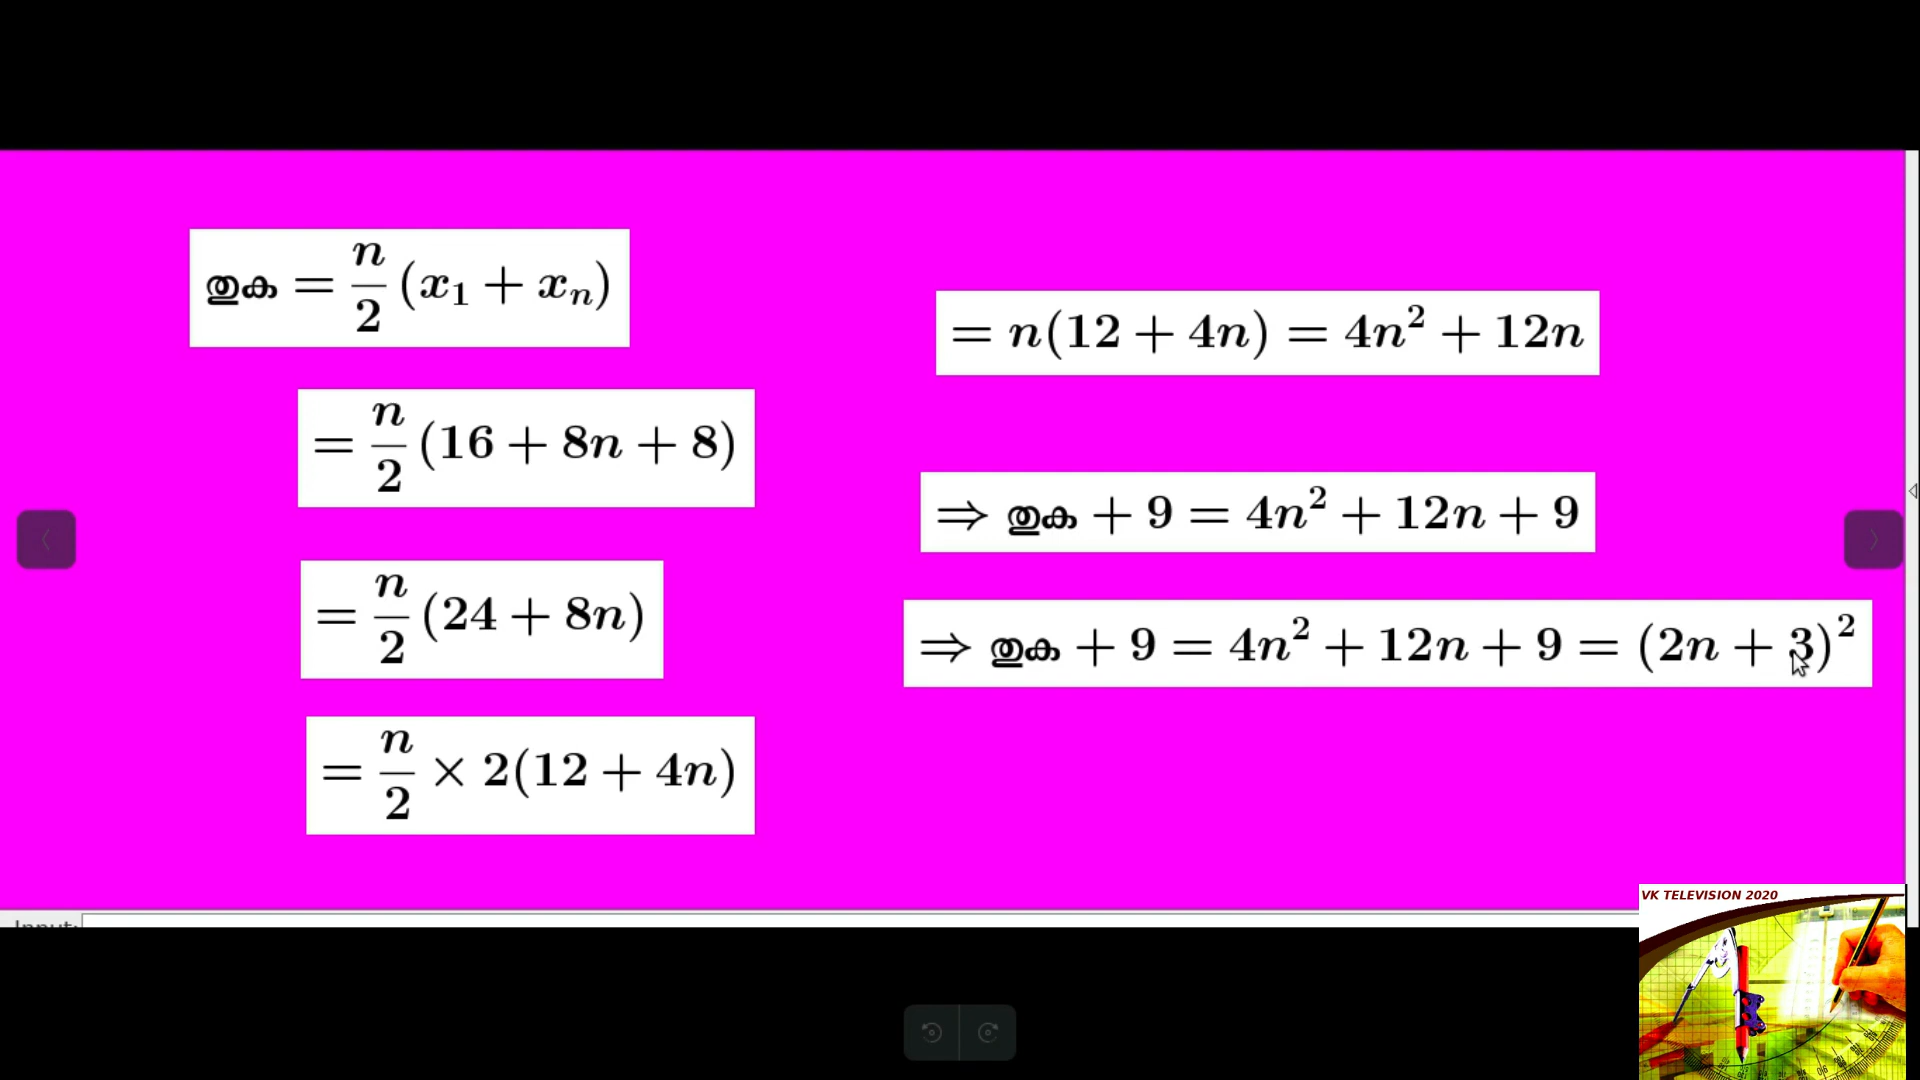 തുക = n/2 (x₁ + xₙ)
= n/2 (16 + 8n + 8)
= n/2 (24 + 8n)
= n/2 × 2(12 + 4n)
= n(12 + 4n) = 4n² + 12n
⇒ തുക + 9 = 4n² + 12n + 9
⇒ തുക + 9 = 4n² + 12n + 9 = (2n + 3)²
Input:
VK TELEVISION 2020